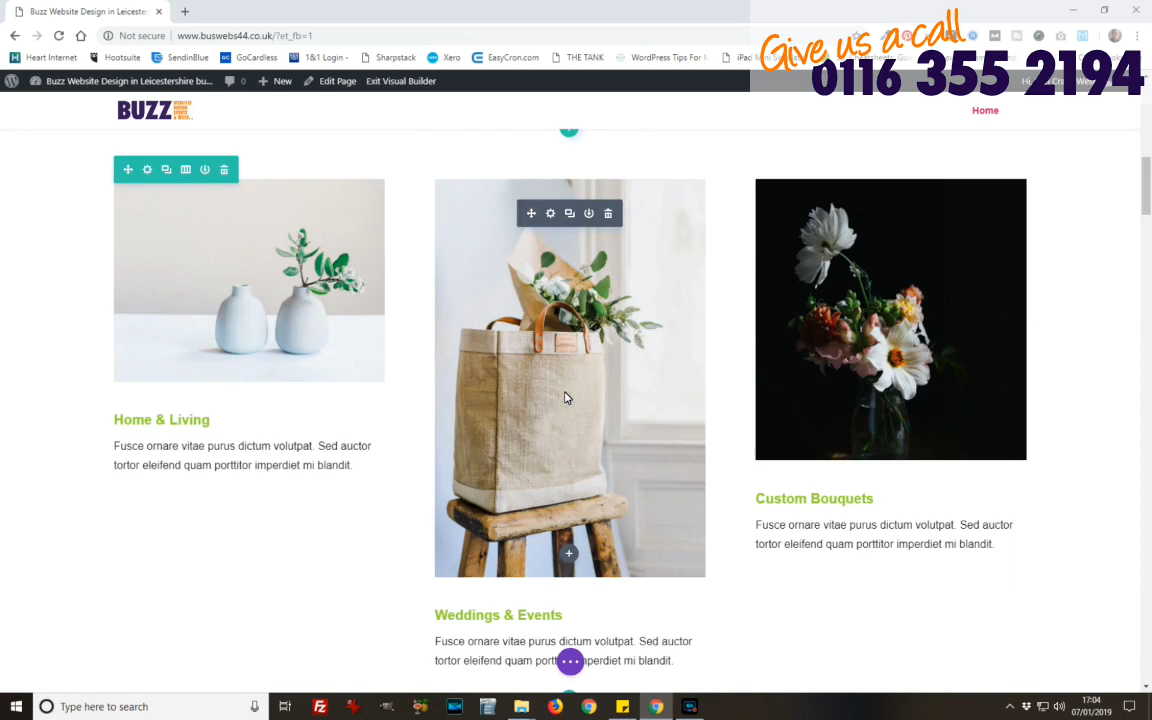 Buzz Website Design in Leicester
Give us a call
0116 355 2194
Not secure
www.buswebs44.co.uk/?et_fb=1
Heart Internet
Hootsuite
SendinBlue
GoCardless
1&1 Login -
Sharpstack
Xero
EasyCron.com
THE TANK
WordPress Tips For
iPad
Buzz Website Design in Leicestershire bu...
0
New
Edit Page
Exit Visual Builder
BUZZ
Home
Home & Living
Fusce ornare vitae purus dictum volutpat. Sed auctor
tortor eleifend quam porttitor imperdiet mi blandit.
Custom Bouquets
Fusce ornare vitae purus dictum volutpat. Sed auctor
tortor eleifend quam porttitor imperdiet mi blandit.
Weddings & Events
Fusce ornare vitae purus dictum volutpat. Sed auctor
tortor eleifend quam imperdiet mi blandit.
Type here to search
17:04
07/01/2019